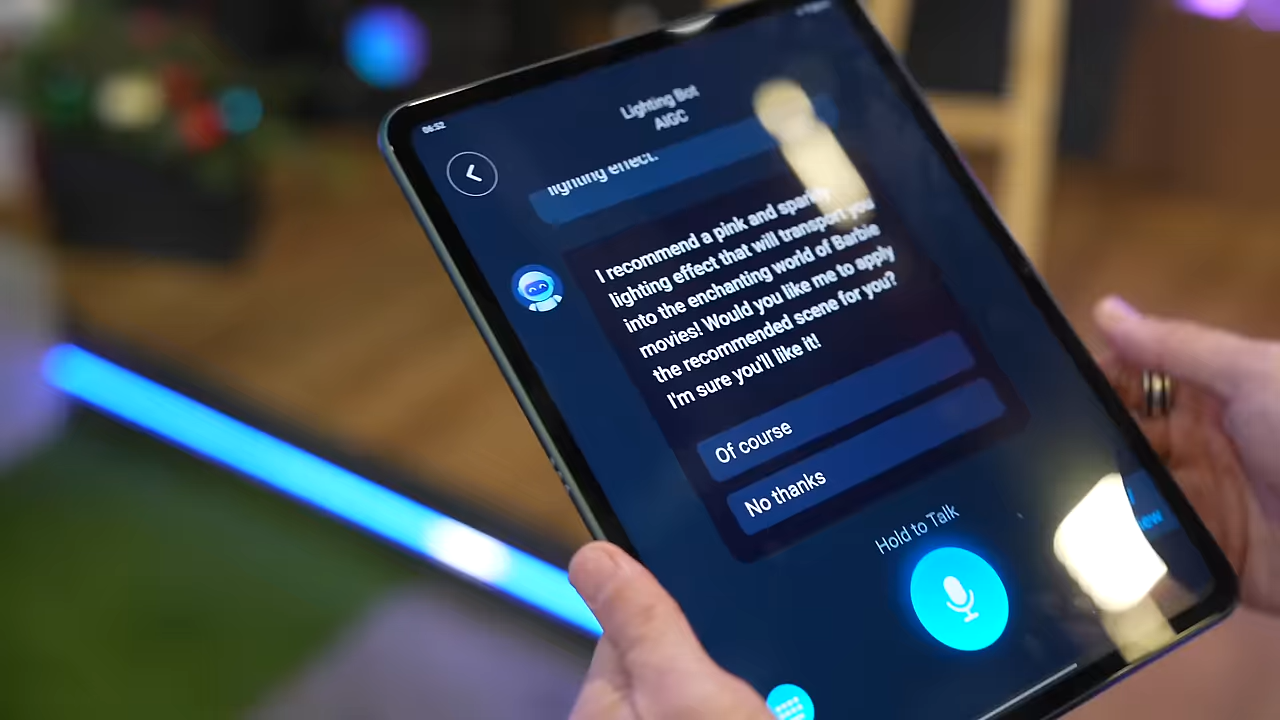 06:52
Lighting Bot
AIGC
lighting effect.
I recommend a pink and
lighting effect that will transport you
into the enchanting world of Barbie
movies! Would you like me to apply
the recommended scene for you?
I'm sure you'll like it!
Of course
No thanks
Hold to Talk